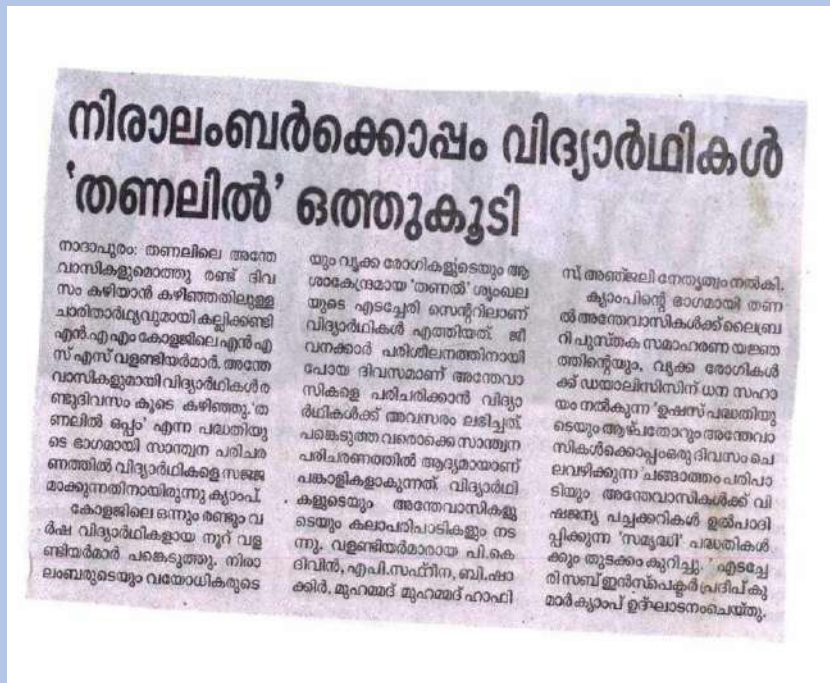 നിരാലംബർക്കൊപ്പം വിദ്യാർഥികൾ
'തണലിൽ' ഒത്തുകൂടി
നാദാപുരം: തണലിലെ അന്തേ
വാസികളുമൊത്തു രണ്ട് ദിവ
സം കഴിയാൻ കഴിഞ്ഞതിലുള്ള
ചാരിതാർഥ്യവുമായി കല്ലിക്കണ്ടി
എൻ.എ എം കോളജിലെ എൻ എ
സ് എസ് വളണ്ടിയർമാർ. അന്തേ
വാസികളുമായി വിദ്യാർഥികൾ ര
ണ്ടുദിവസം കൂടെ കഴിഞ്ഞു. 'ത
ണലിൽ ഒപ്പം' എന്ന പദ്ധതിയു
ടെ ഭാഗമായി സാന്ത്വന പരിചര
ണത്തിൽ വിദ്യാർഥികളെ സജ്ജ
മാക്കുന്നതിനായിരുന്നു ക്യാംപ്.
കോളജിലെ ഒന്നും രണ്ടും വ
ർഷ വിദ്യാർഥികളായ നൂറ് വള
ണ്ടിയർമാർ പങ്കെടുത്തു. നിരാ
ലംബരുടെയും വയോധികരുടെ
യും വൃക്ക രോഗികളുടെയും ആ
ശാകേന്ദ്രമായ 'തണൽ' ശൃംഖല
യുടെ എടച്ചേരി സെന്ററിലാണ്
വിദ്യാർഥികൾ എത്തിയത്. ജീ
വനക്കാർ പരിശീലനത്തിനായി
പോയ ദിവസമാണ് അന്തേവാ
സികളെ പരിചരിക്കാൻ വിദ്യാ
ർഥികൾക്ക് അവസരം ലഭിച്ചത്.
പങ്കെടുത്തവരൊക്കെ സാന്ത്വന
പരിചരണത്തിൽ ആദ്യമായാണ്
പങ്കാളികളാകുന്നത്. വിദ്യാർഥി
കളുടെയും അന്തേവാസികളു
ടെയും കലാപരിപാടികളും നട
ന്നു. വളണ്ടിയർമാരായ പി.കെ
ദിവിൻ, എപി.സഫ്റീന, ബി.ഷാ
ക്കിർ, മുഹമ്മദ് മുഹമ്മദ് ഹാഫി
സ്, അഞ്ജലി നേതൃത്വം നൽകി.
ക്യാംപിന്റെ ഭാഗമായി തണ
ൽ അന്തേവാസികൾക്ക് ലൈബ്ര
റി പുസ്തക സമാഹരണ യജ്ഞ
ത്തിന്റെയും, വൃക്ക രോഗികൾ
ക്ക് ഡയാലിസിസിന് ധന സഹാ
യം നൽകുന്ന 'ഉഷസ് പദ്ധതിയു
ടെയും ആഴ്ചതോറും അന്തേവാ
സികൾക്കൊപ്പം ഒരു ദിവസം ചെ
ലവഴിക്കുന്ന 'ചങ്ങാത്തം പരിപാ
ടിയും അന്തേവാസികൾക്ക് വി
ഷജന്യ പച്ചക്കറികൾ ഉൽപാദി
പ്പിക്കുന്ന 'സമൃദ്ധി' പദ്ധതികൾ
ക്കും തുടക്കം കുറിച്ചു. എടച്ചേ
രി സബ് ഇൻസ്പെക്ടർ പ്രദീപ് കു
മാർ ക്യാംപ് ഉദ്ഘാടനം ചെയ്തു.